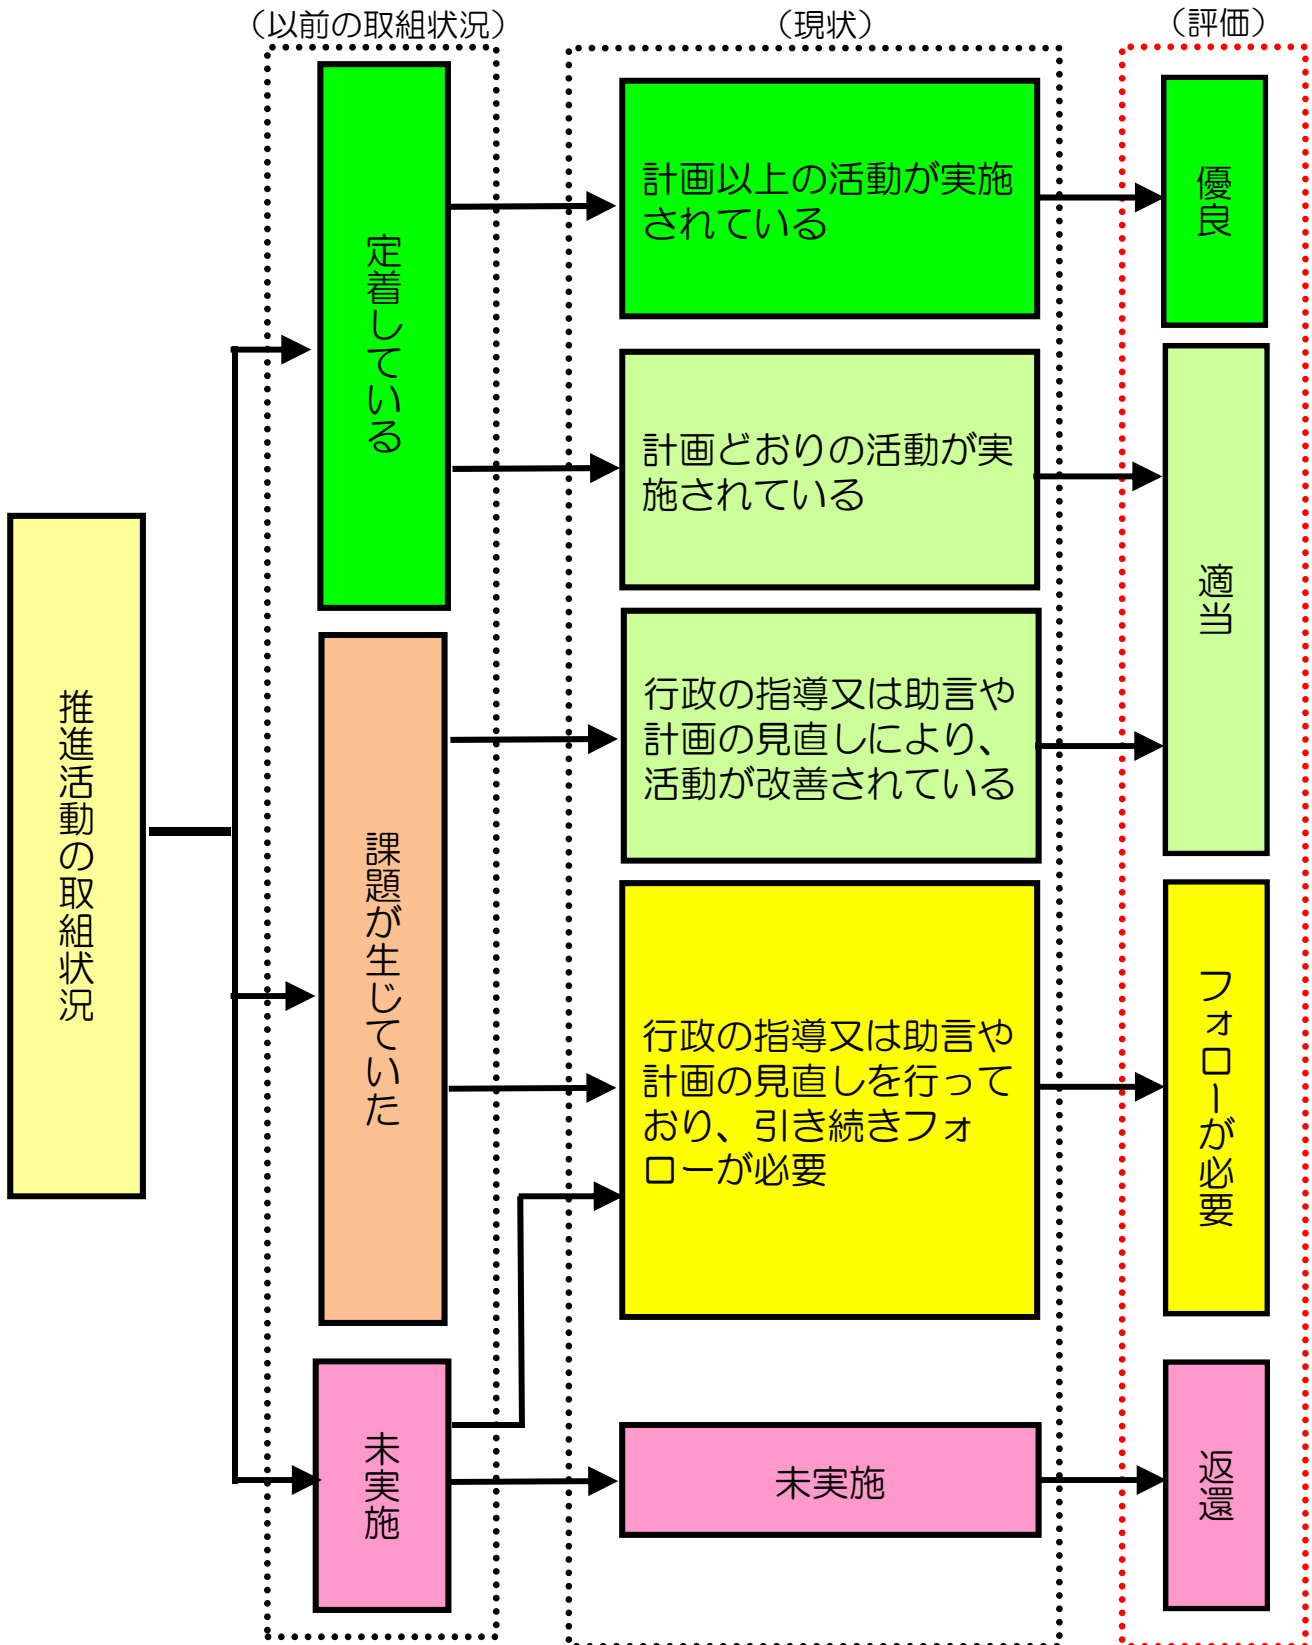 （以前の取組状況）
（現状）
（評価）
推進活動の取組状況
定着している
計画以上の活動が実施
されている
優良
計画どおりの活動が実
施されている
適当
課題が生じていた
行政の指導又は助言や
計画の見直しにより、
活動が改善されている
行政の指導又は助言や
計画の見直しを行って
おり、引き続きフォ
ローが必要
フォローが必要
未実施
未実施
返還